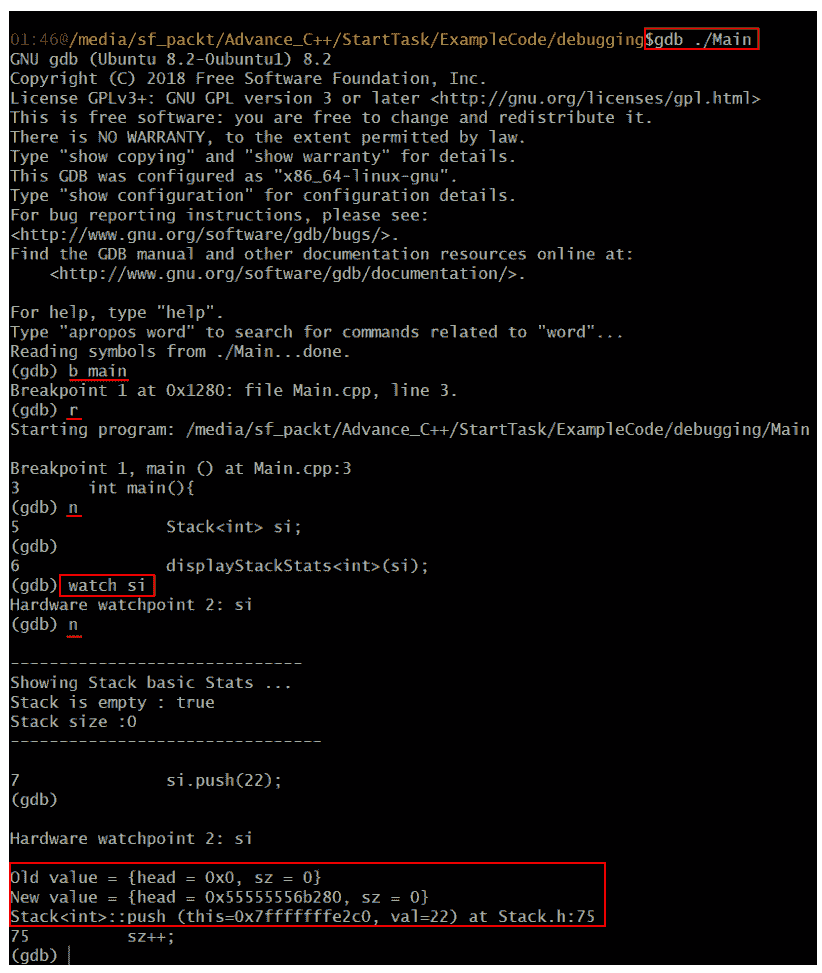 01:46@/media/sf_packt/Advance_C++/StartTask/ExampleCode/debugging$gdb ./Main
GNU gdb (Ubuntu 8.2-0ubuntu1) 8.2
Copyright (C) 2018 Free Software Foundation, Inc.
License GPLv3+: GNU GPL version 3 or later <http://gnu.org/licenses/gpl.html>
This is free software: you are free to change and redistribute it.
There is NO WARRANTY, to the extent permitted by law.
Type "show copying" and "show warranty" for details.
This GDB was configured as "x86_64-linux-gnu".
Type "show configuration" for configuration details.
For bug reporting instructions, please see:
<http://www.gnu.org/software/gdb/bugs/>.
Find the GDB manual and other documentation resources online at:
    <http://www.gnu.org/software/gdb/documentation/>.

For help, type "help".
Type "apropos word" to search for commands related to "word"...
Reading symbols from ./Main...done.
(gdb) b main
Breakpoint 1 at 0x1280: file Main.cpp, line 3.
(gdb) r
Starting program: /media/sf_packt/Advance_C++/StartTask/ExampleCode/debugging/Main

Breakpoint 1, main () at Main.cpp:3
3       int main(){
(gdb) n
5               Stack<int> si;
(gdb)
6               displayStackStats<int>(si);
(gdb) watch si
Hardware watchpoint 2: si
(gdb) n

-----------------------------
Showing Stack basic Stats ...
Stack is empty : true
Stack size :0
-------------------------------

7               si.push(22);
(gdb)

Hardware watchpoint 2: si

Old value = {head = 0x0, sz = 0}
New value = {head = 0x55555556b280, sz = 0}
Stack<int>::push (this=0x7fffffffe2c0, val=22) at Stack.h:75
75          sz++;
(gdb)